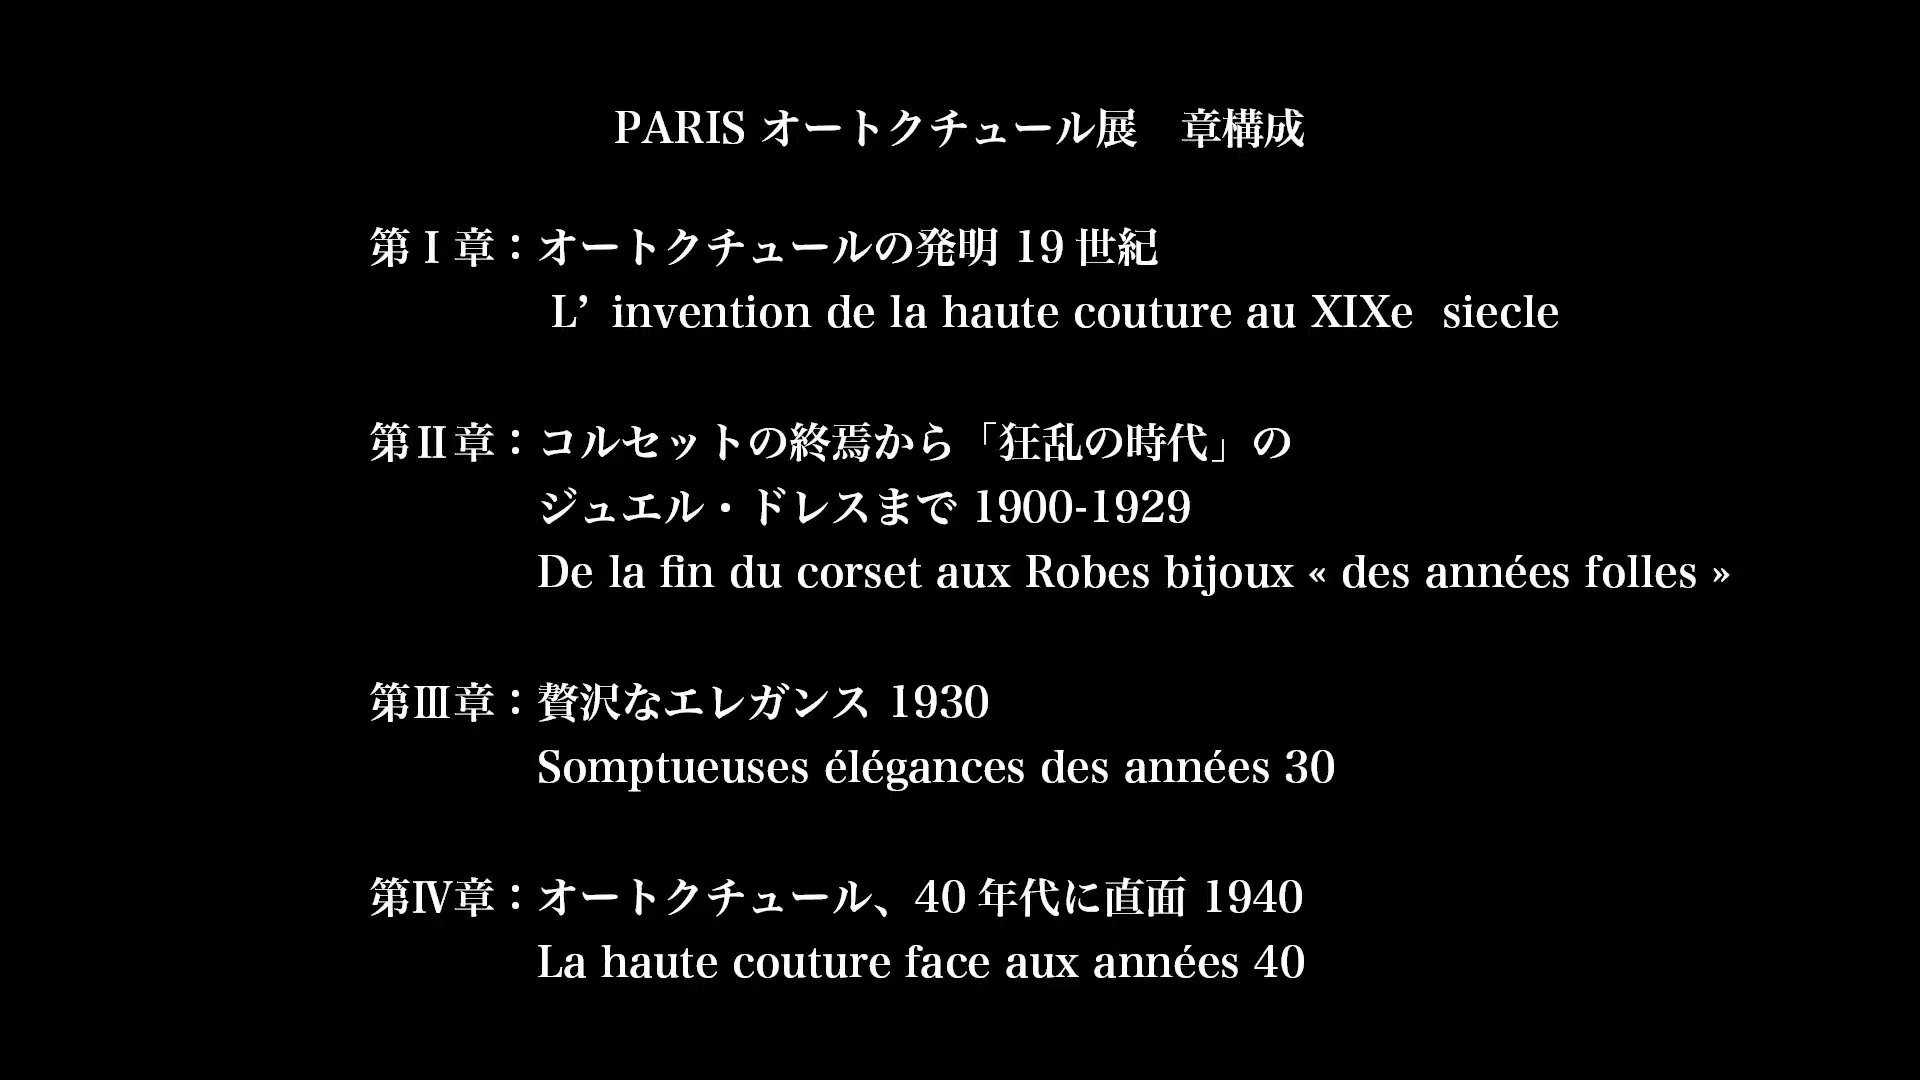 PARIS オートクチュール展　章構成
第Ⅰ章：オートクチュールの発明 19 世紀
L’ invention de la haute couture au XIXe siecle
第Ⅱ章：コルセットの終焉から「狂乱の時代」の
ジュエル・ドレスまで 1900-1929
De la fin du corset aux Robes bijoux « des années folles »
第Ⅲ章：贅沢なエレガンス 1930
Somptueuses élégances des années 30
第Ⅳ章：オートクチュール、40 年代に直面 1940
La haute couture face aux années 40